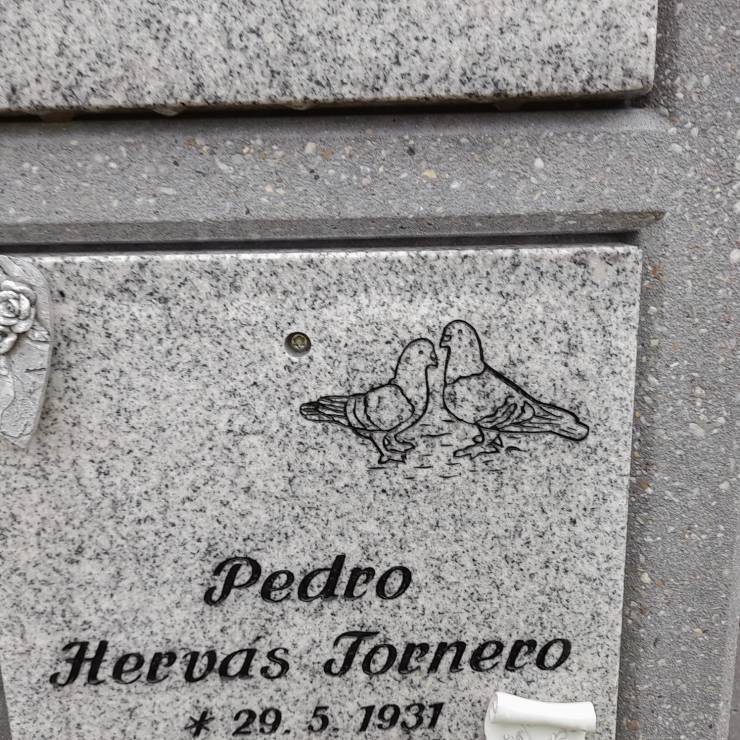 Pedro
Hervás Tornero
* 29. 5. 1931